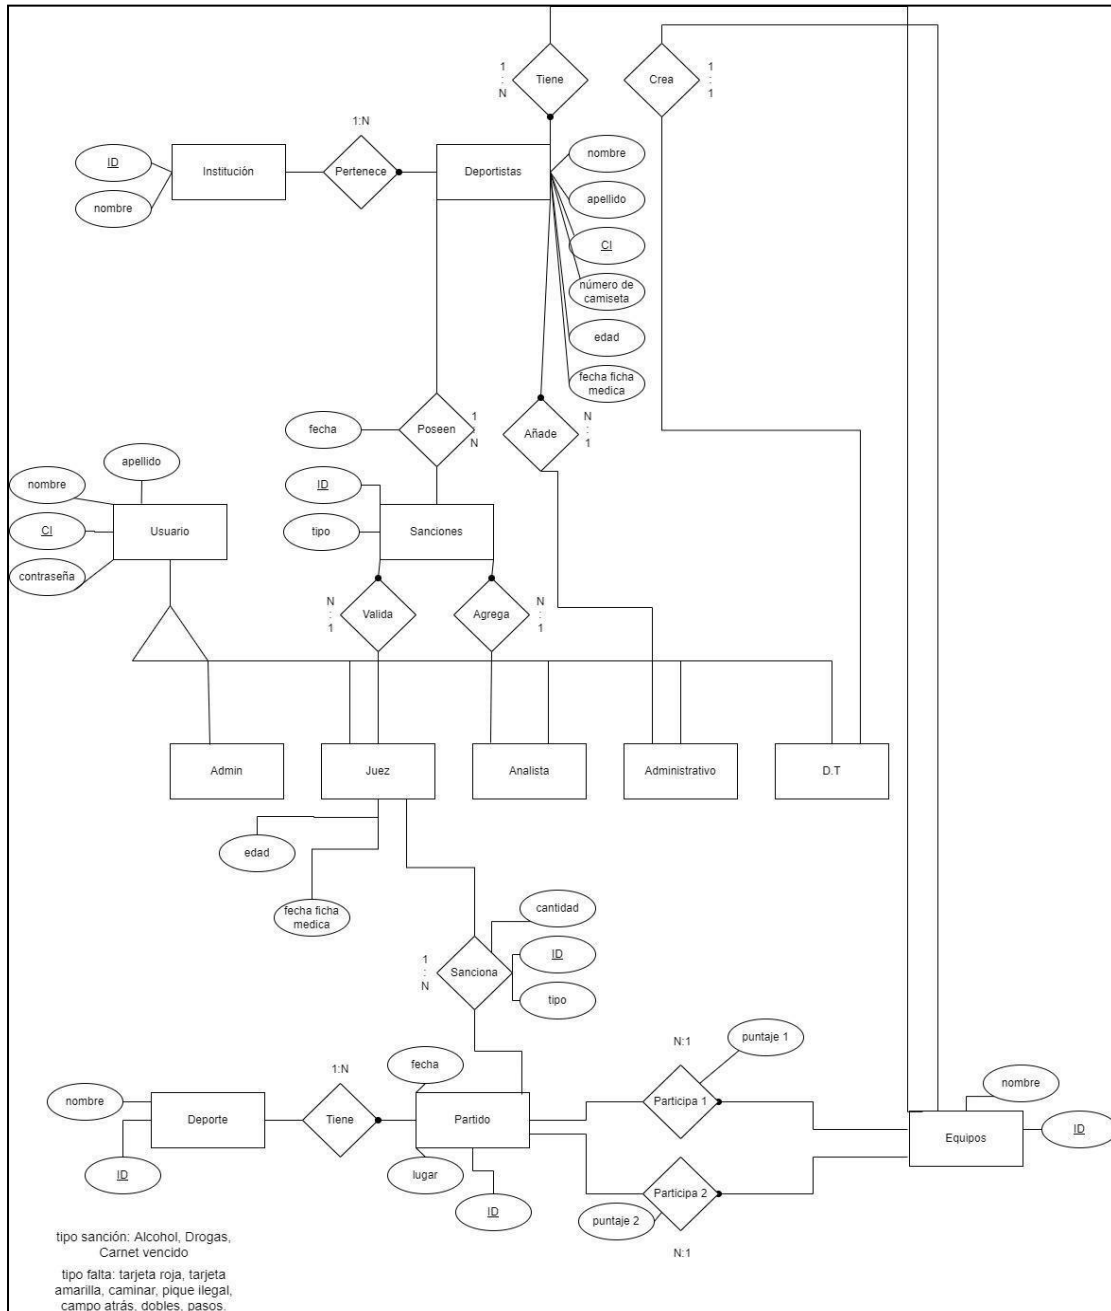 1
:
N
Tiene
Crea
1
:
1
1:N
ID
nombre
Institución
Pertenece
Deportistas
nombre
apellido
CI
número de
camiseta
edad
fecha ficha
medica
fecha
Poseen
1
N
Añade
N
:
1
apellido
nombre
CI
contraseña
Usuario
ID
tipo
Sanciones
N
:
1
Valida
Agrega
N
:
1
Admin
Juez
Analista
Administrativo
D.T
edad
fecha ficha
medica
1
:
N
Sanciona
cantidad
ID
tipo
nombre
ID
Deporte
1:N
Tiene
fecha
Partido
lugar
ID
N:1
puntaje 1
Participa 1
Participa 2
puntaje 2
N:1
nombre
Equipos
ID
tipo sanción: Alcohol, Drogas,
Carnet vencido
tipo falta: tarjeta roja, tarjeta
amarilla, caminar, pique ilegal,
campo atrás, dobles, pasos.